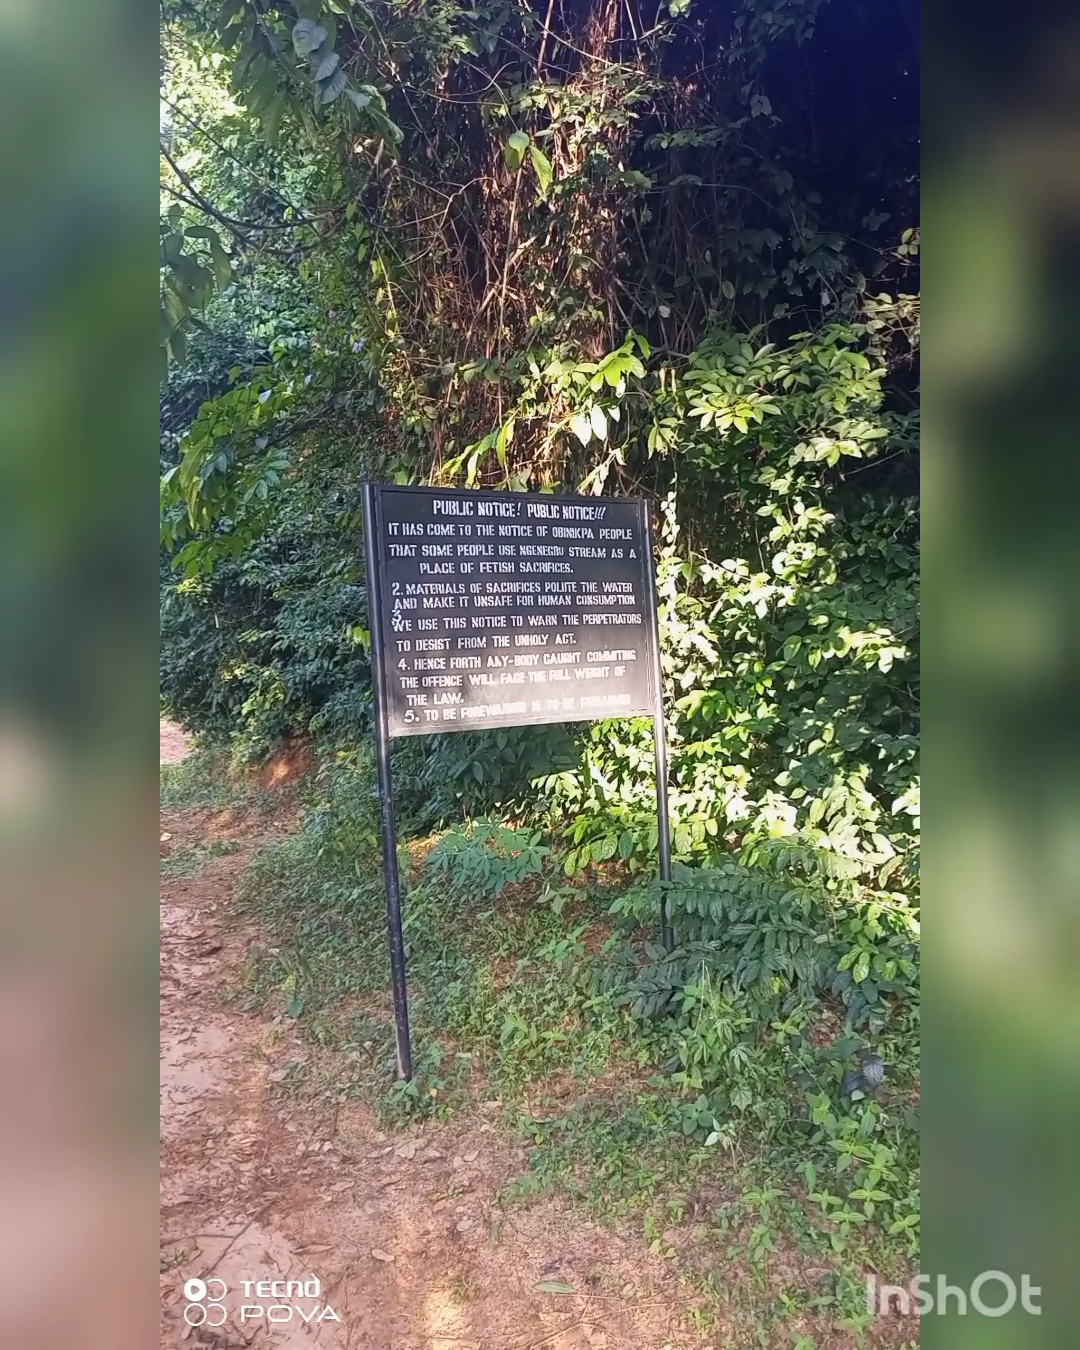 PUBLIC NOTICE! PUBLIC NOTICE!!!
IT HAS COME TO THE NOTICE OF OBINIKPA PEOPLE
THAT SOME PEOPLE USE NGENEGBU STREAM AS A
PLACE OF FETISH SACRIFICES.
2. MATERIALS OF SACRIFICES POLITE THE WATER
AND MAKE IT UNSAFE FOR HUMAN CONSUMPTION
3.
WE USE THIS NOTICE TO WARN THE PERPETRATORS
TO DESIST FROM THE UNHOLY ACT.
4. HENCE FORTH ANY-BODY CAUGHT COMMITING
THE OFFENCE WILL FACE THE FULL WEIGHT OF
THE LAW.
5. TO BE FOREWARNED IS TO BE FOREARMED
TECNO
POVA
InShOt